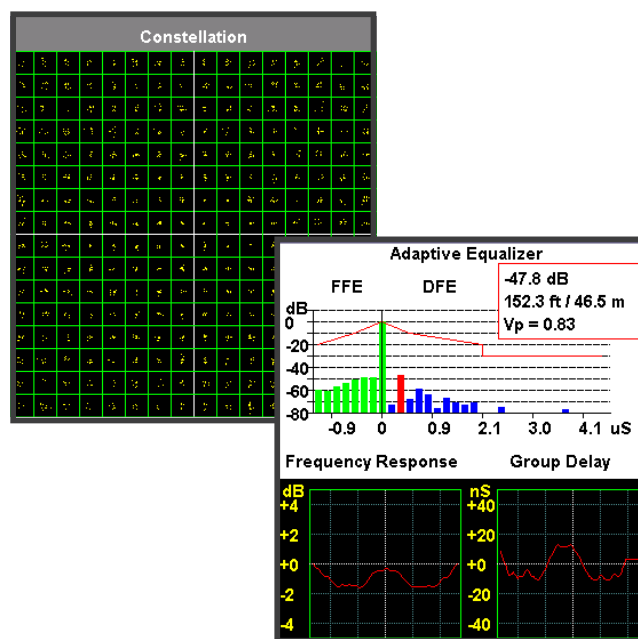 Constellation
Adaptive Equalizer
FFE DFE
-47.8 dB
152.3 ft / 46.5 m
Vp = 0.83
dB
0
-20
-40
-60
-80
-0.9 0 0.9 2.1 3.0 4.1 uS
Frequency Response Group Delay
dB nS
+4 +40
+2 +20
+0 +0
-2 -20
-4 -40